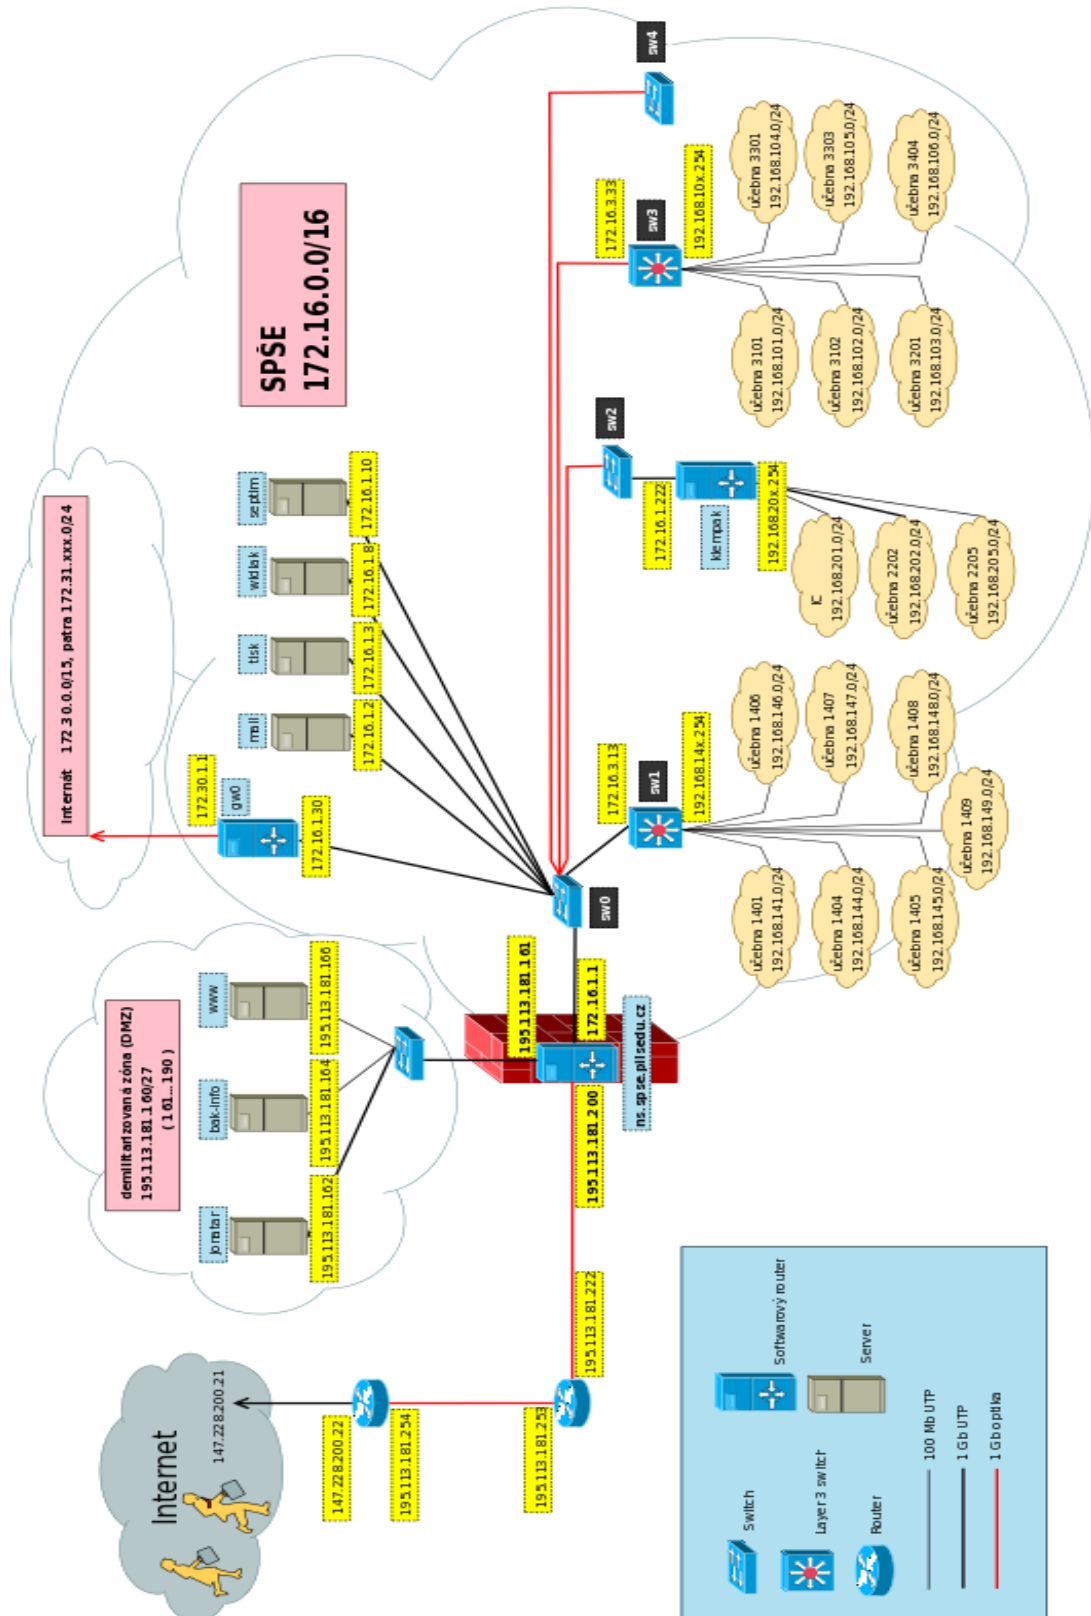 Internet
147.228.200.21
147.228.200.22
195.113.181.254
195.113.181.253
195.113.181.222
demilitarizovaná zóna (DMZ)
195.113.181.160/27
(161...190)
jonatar
195.113.181.162
bak-info
195.113.181.164
www
195.113.181.166
195.113.181.161
195.113.181.200
172.16.1.1
ns.spse.pilsedu.cz
Internát 172.30.0.0/15, patra 172.31.xxx.0/24
172.30.1.1
gw0
172.16.1.30
mail
172.16.1.2
tisk
172.16.1.3
widlak
172.16.1.8
septim
172.16.1.10
SPŠE
172.16.0.0/16
sw0
172.16.3.13
sw1
192.168.14x.254
učebna 1401
192.168.141.0/24
učebna 1404
192.168.144.0/24
učebna 1405
192.168.145.0/24
učebna 1406
192.168.146.0/24
učebna 1407
192.168.147.0/24
učebna 1408
192.168.148.0/24
učebna 1409
192.168.149.0/24
sw2
172.16.1.222
klempak
192.168.20x.254
IC
192.168.201.0/24
učebna 2202
192.168.202.0/24
učebna 2205
192.168.205.0/24
172.16.3.33
sw3
192.168.10x.254
učebna 3101
192.168.101.0/24
učebna 3102
192.168.102.0/24
učebna 3201
192.168.103.0/24
učebna 3301
192.168.104.0/24
učebna 3303
192.168.105.0/24
učebna 3404
192.168.106.0/24
sw4
Switch
Layer 3 switch
Router
Softwarový router
Server
100 Mb UTP
1 Gb UTP
1 Gb optika